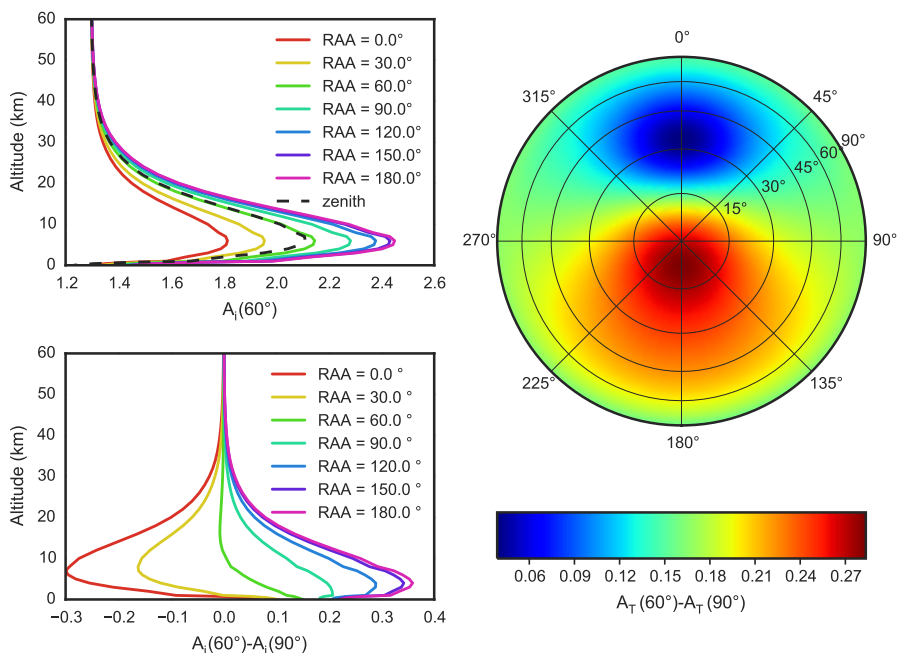 60
50
40
30
20
10
0
Altitude (km)
1.2 1.4 1.6 1.8 2.0 2.2 2.4 2.6
A_i(60°)
RAA = 0.0°
RAA = 30.0°
RAA = 60.0°
RAA = 90.0°
RAA = 120.0°
RAA = 150.0°
RAA = 180.0°
zenith
60
50
40
30
20
10
0
Altitude (km)
−0.3 −0.2 −0.1 0.0 0.1 0.2 0.3 0.4
A_i(60°)-A_i(90°)
RAA = 0.0 °
RAA = 30.0 °
RAA = 60.0 °
RAA = 90.0 °
RAA = 120.0 °
RAA = 150.0 °
RAA = 180.0 °
0°
45°
90°
135°
180°
225°
270°
315°
15°
30°
45°
60°
90°
0.06 0.09 0.12 0.15 0.18 0.21 0.24 0.27
A_T (60°)-A_T (90°)